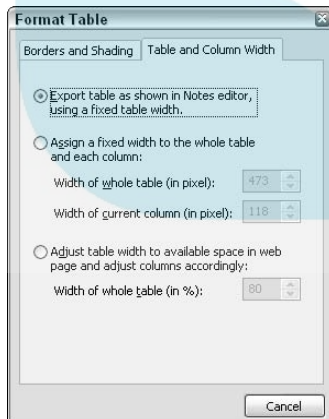 Format Table
Borders and Shading
Table and Column Width
Export table as shown in Notes editor,
using a fixed table width.
Assign a fixed width to the whole table
and each column:
Width of whole table (in pixel): 473
Width of current column (in pixel): 118
Adjust table width to available space in web
page and adjust columns accordingly:
Width of whole table (in %): 80
Cancel